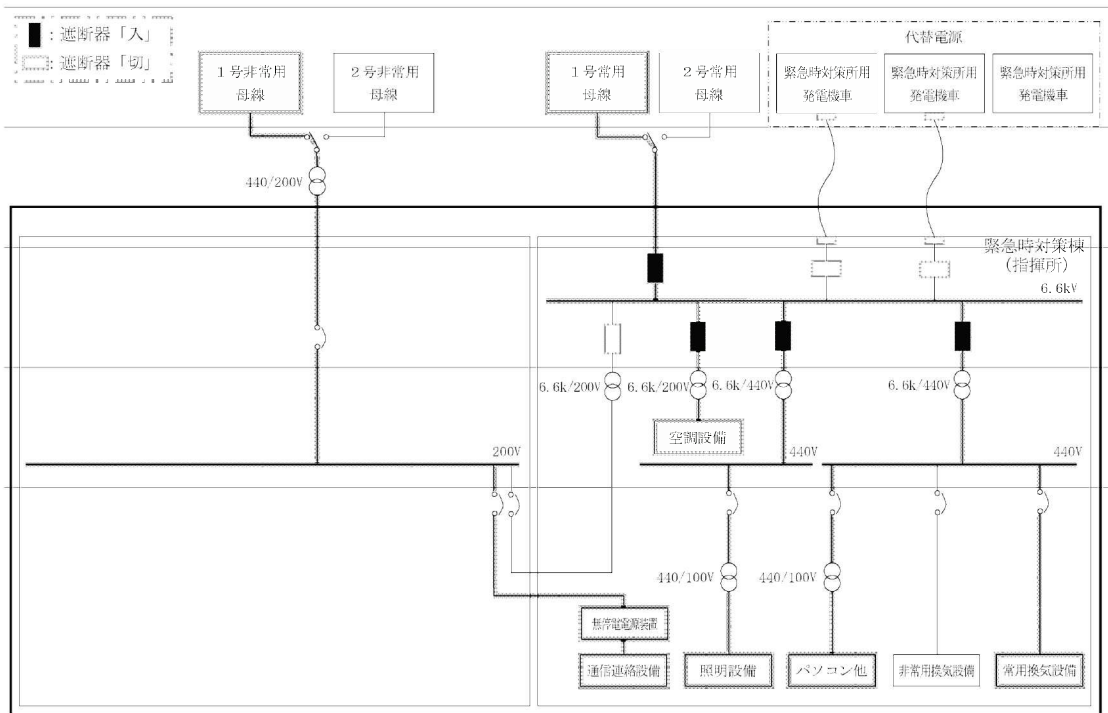 ：遮断器「入」
：遮断器「切」
1号非常用
母線
2号非常用
母線
1号常用
母線
2号常用
母線
代替電源
緊急時対策所用
発電機車
緊急時対策所用
発電機車
緊急時対策所用
発電機車
440/200V
緊急時対策棟
(指揮所)
6.6kV
6.6k/200V
6.6k/200V
6.6k/440V
6.6k/440V
空調設備
200V
440V
440V
440/100V
440/100V
無停電電源装置
通信連絡設備
照明設備
パソコン他
非常用換気設備
常用換気設備